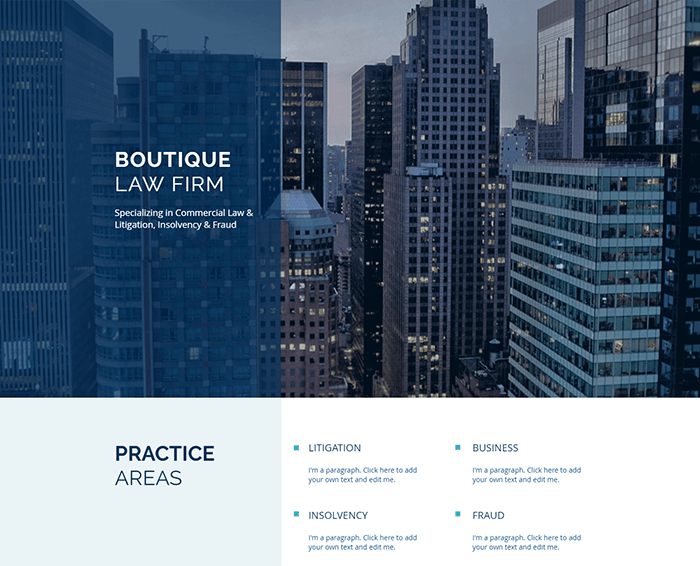 BOUTIQUE
LAW FIRM
Specializing in Commercial Law &
Litigation, Insolvency & Fraud
PRACTICE
AREAS
LITIGATION
I'm a paragraph. Click here to add
your own text and edit me.
BUSINESS
I'm a paragraph. Click here to add
your own text and edit me.
INSOLVENCY
I'm a paragraph. Click here to add
your own text and edit me.
FRAUD
I'm a paragraph. Click here to add
your own text and edit me.